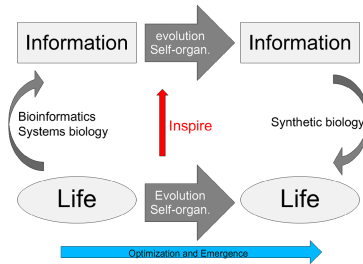 Information
evolution
Self-organ.
Information
Bioinformatics
Systems biology
Inspire
Synthetic biology
Life
Evolution
Self-organ.
Life
Optimization and Emergence